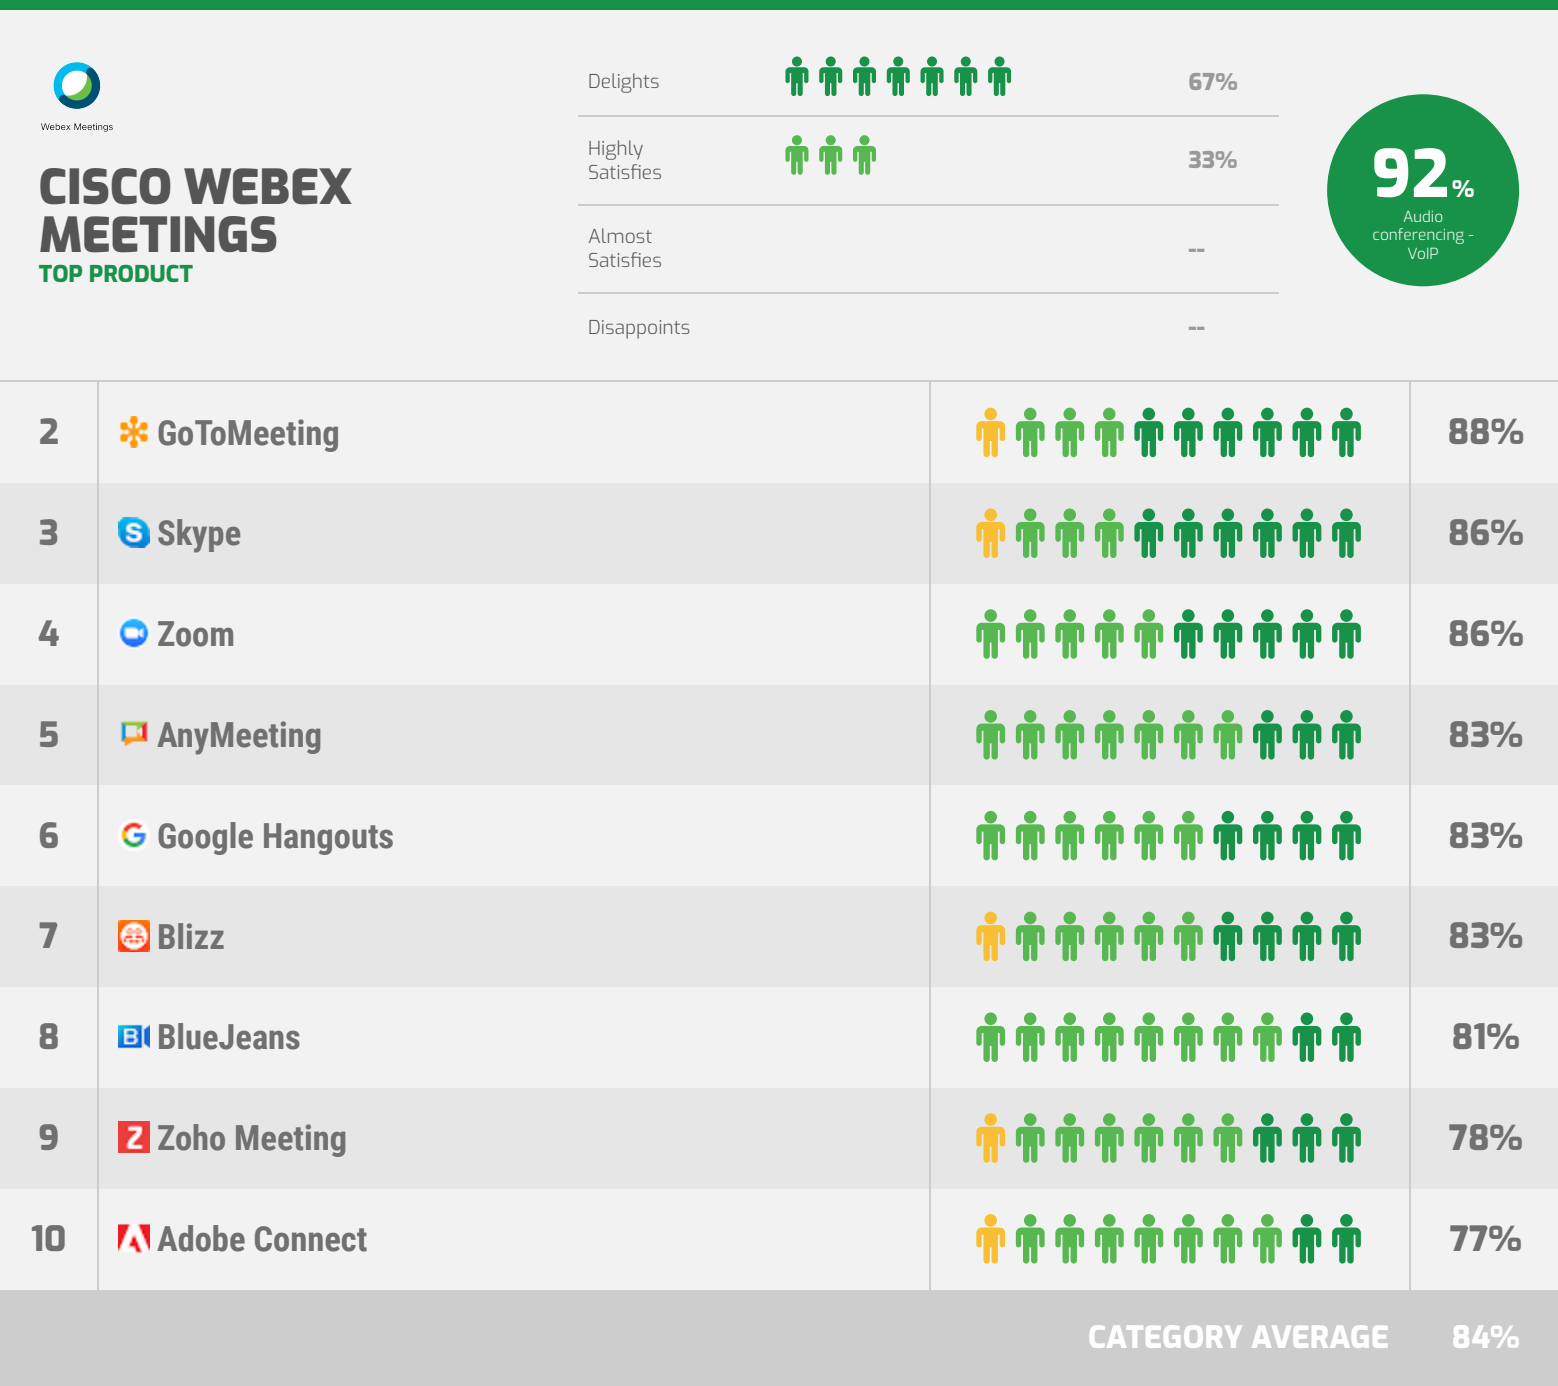 Webex Meetings
CISCO WEBEX
MEETINGS
TOP PRODUCT
Delights 67%
Highly
Satisfies 33%
Almost
Satisfies --
Disappoints --
92%
Audio
conferencing -
VoIP
2 GoToMeeting 88%
3 S Skype 86%
4 Zoom 86%
5 AnyMeeting 83%
6 G Google Hangouts 83%
7 Blizz 83%
8 B BlueJeans 81%
9 Z Zoho Meeting 78%
10 Adobe Connect 77%
CATEGORY AVERAGE 84%